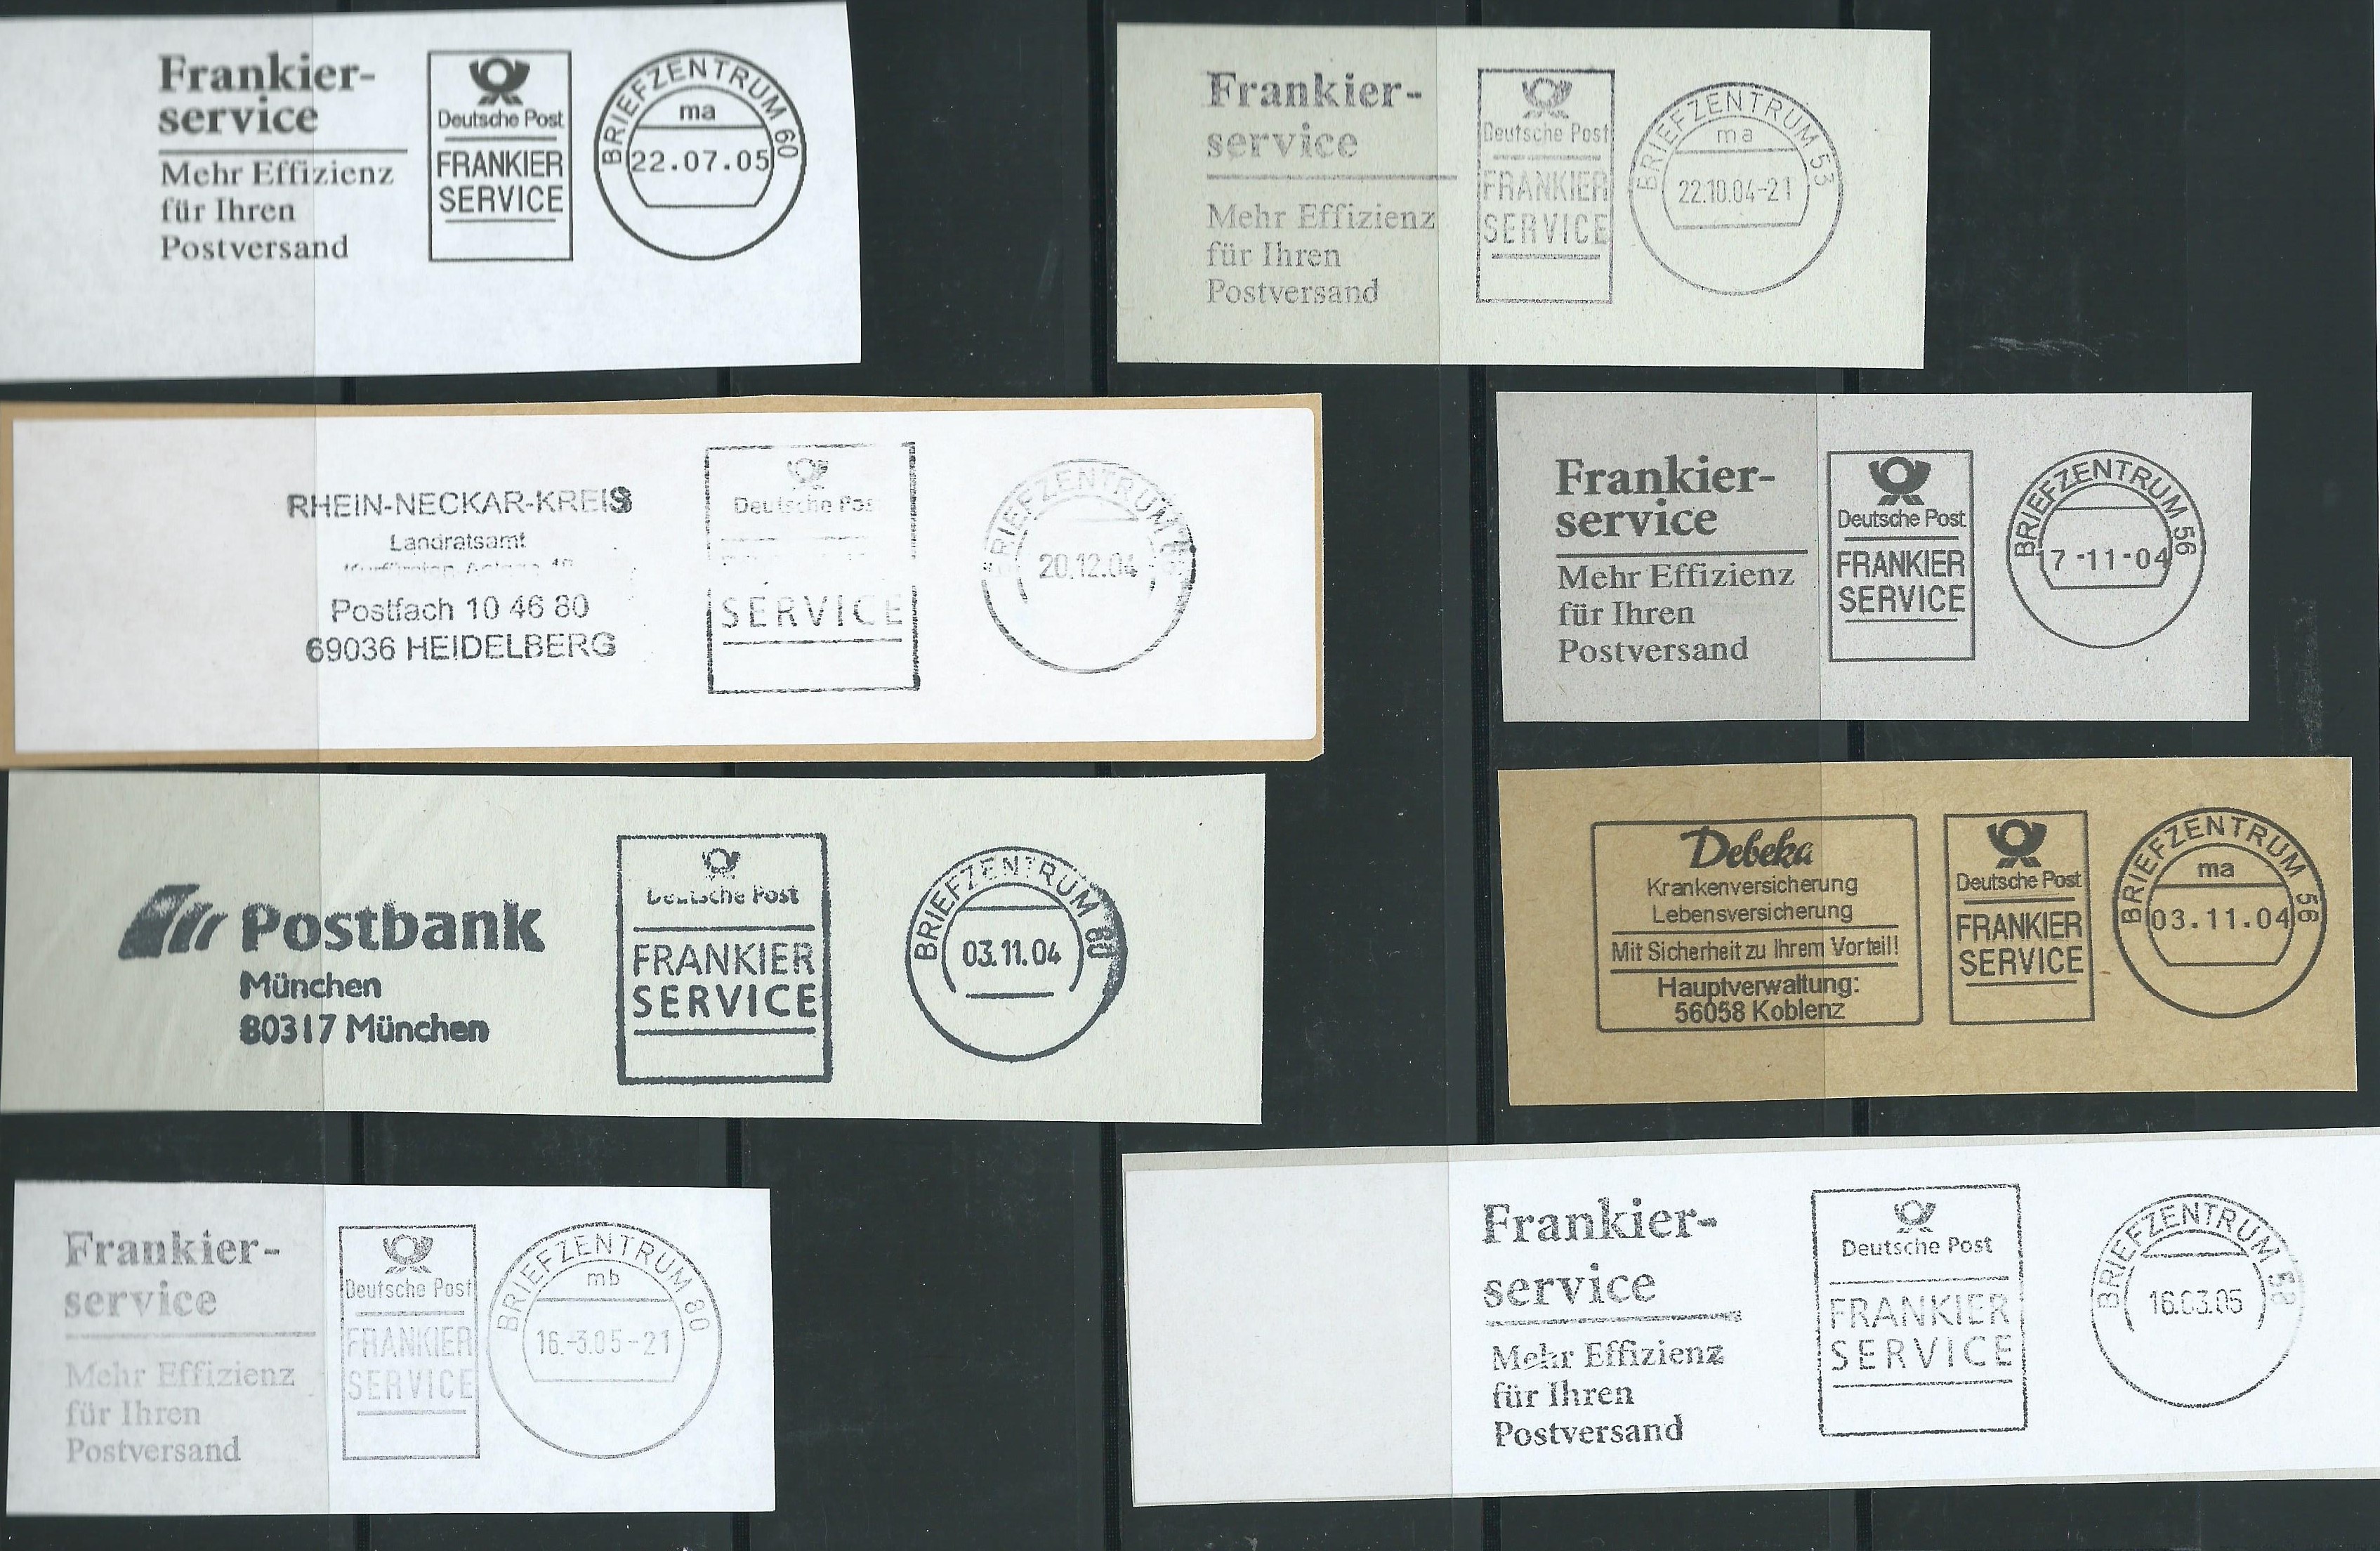 Frankier-
service
Mehr Effizienz
für Ihren
Postversand
Deutsche Post
FRANKIER
SERVICE
BRIEFZENTRUM 60
ma
22.07.05
Frankier-
service
Mehr Effizienz
für Ihren
Postversand
Deutsche Post
FRANKIER
SERVICE
BRIEFZENTRUM 53
ma
22.10.04-21
RHEIN-NECKAR-KREIS
Landratsamt
Postfach 10 46 80
69036 HEIDELBERG
Deutsche Pos
SERVICE
BRIEFZENTRUM
20.12.04
Frankier-
service
Mehr Effizienz
für Ihren
Postversand
Deutsche Post
FRANKIER
SERVICE
BRIEFZENTRUM 56
17-11-04
Postbank
München
80317 München
Deutsche Post
FRANKIER
SERVICE
BRIEFZENTRUM 80
03.11.04
Debeka
Krankenversicherung
Lebensversicherung
Mit Sicherheit zu Ihrem Vorteil!
Hauptverwaltung:
56058 Koblenz
Deutsche Post
FRANKIER
SERVICE
BRIEFZENTRUM 56
ma
03.11.04
Frankier-
service
Mehr Effizienz
für Ihren
Postversand
Deutsche Post
FRANKIER
SERVICE
BRIEFZENTRUM 80
mb
16.-3.05-21
Frankier-
service
Mehr Effizienz
für Ihren
Postversand
Deutsche Post
FRANKIER
SERVICE
BRIEFZENTRUM
16.03.05